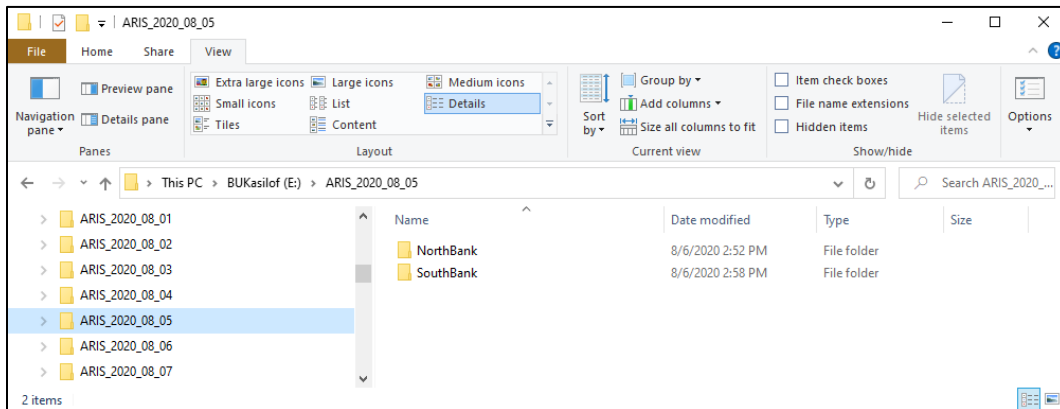 ARIS_2020_08_05
File Home Share View
Navigation pane
Preview pane
Details pane
Panes
Extra large icons Large icons Medium icons
Small icons List Details
Tiles Content
Layout
Sort by
Group by
Add columns
Size all columns to fit
Current view
Item check boxes
File name extensions
Hidden items
Hide selected items
Show/hide
Options
This PC > BUKasilof (E:) > ARIS_2020_08_05
Search ARIS_2020_...
ARIS_2020_08_01
ARIS_2020_08_02
ARIS_2020_08_03
ARIS_2020_08_04
ARIS_2020_08_05
ARIS_2020_08_06
ARIS_2020_08_07
Name Date modified Type Size
NorthBank 8/6/2020 2:52 PM File folder
SouthBank 8/6/2020 2:58 PM File folder
2 items